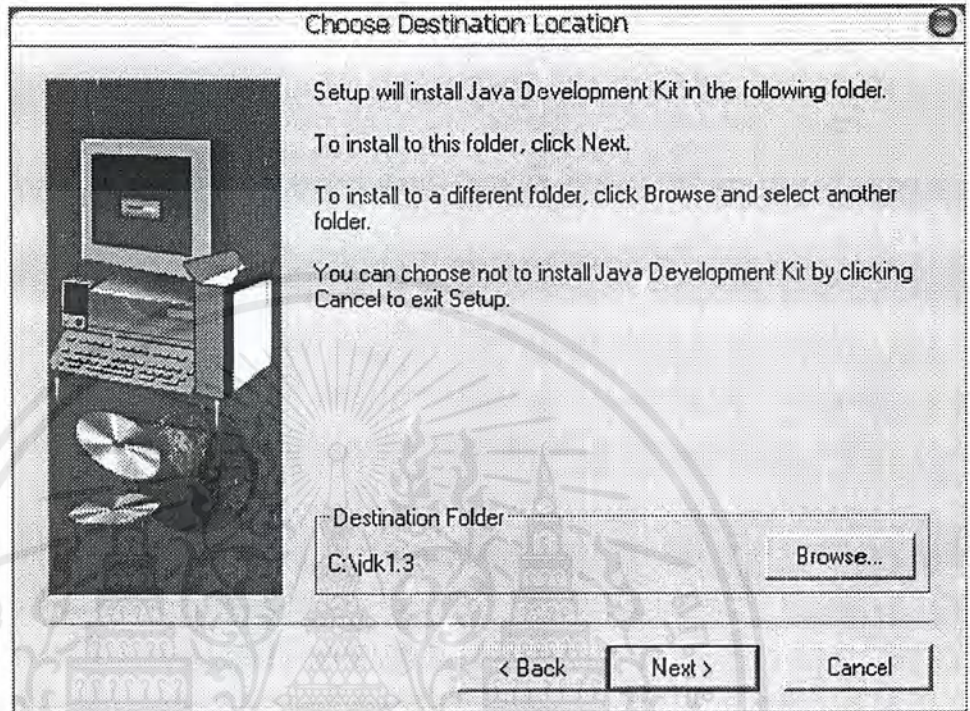 Choose Destination Location
Setup will install Java Development Kit in the following folder.
To install to this folder, click Next.
To install to a different folder, click Browse and select another
folder.
You can choose not to install Java Development Kit by clicking
Cancel to exit Setup.
Destination Folder
C:\jdk1.3
Browse...
< Back
Next >
Cancel